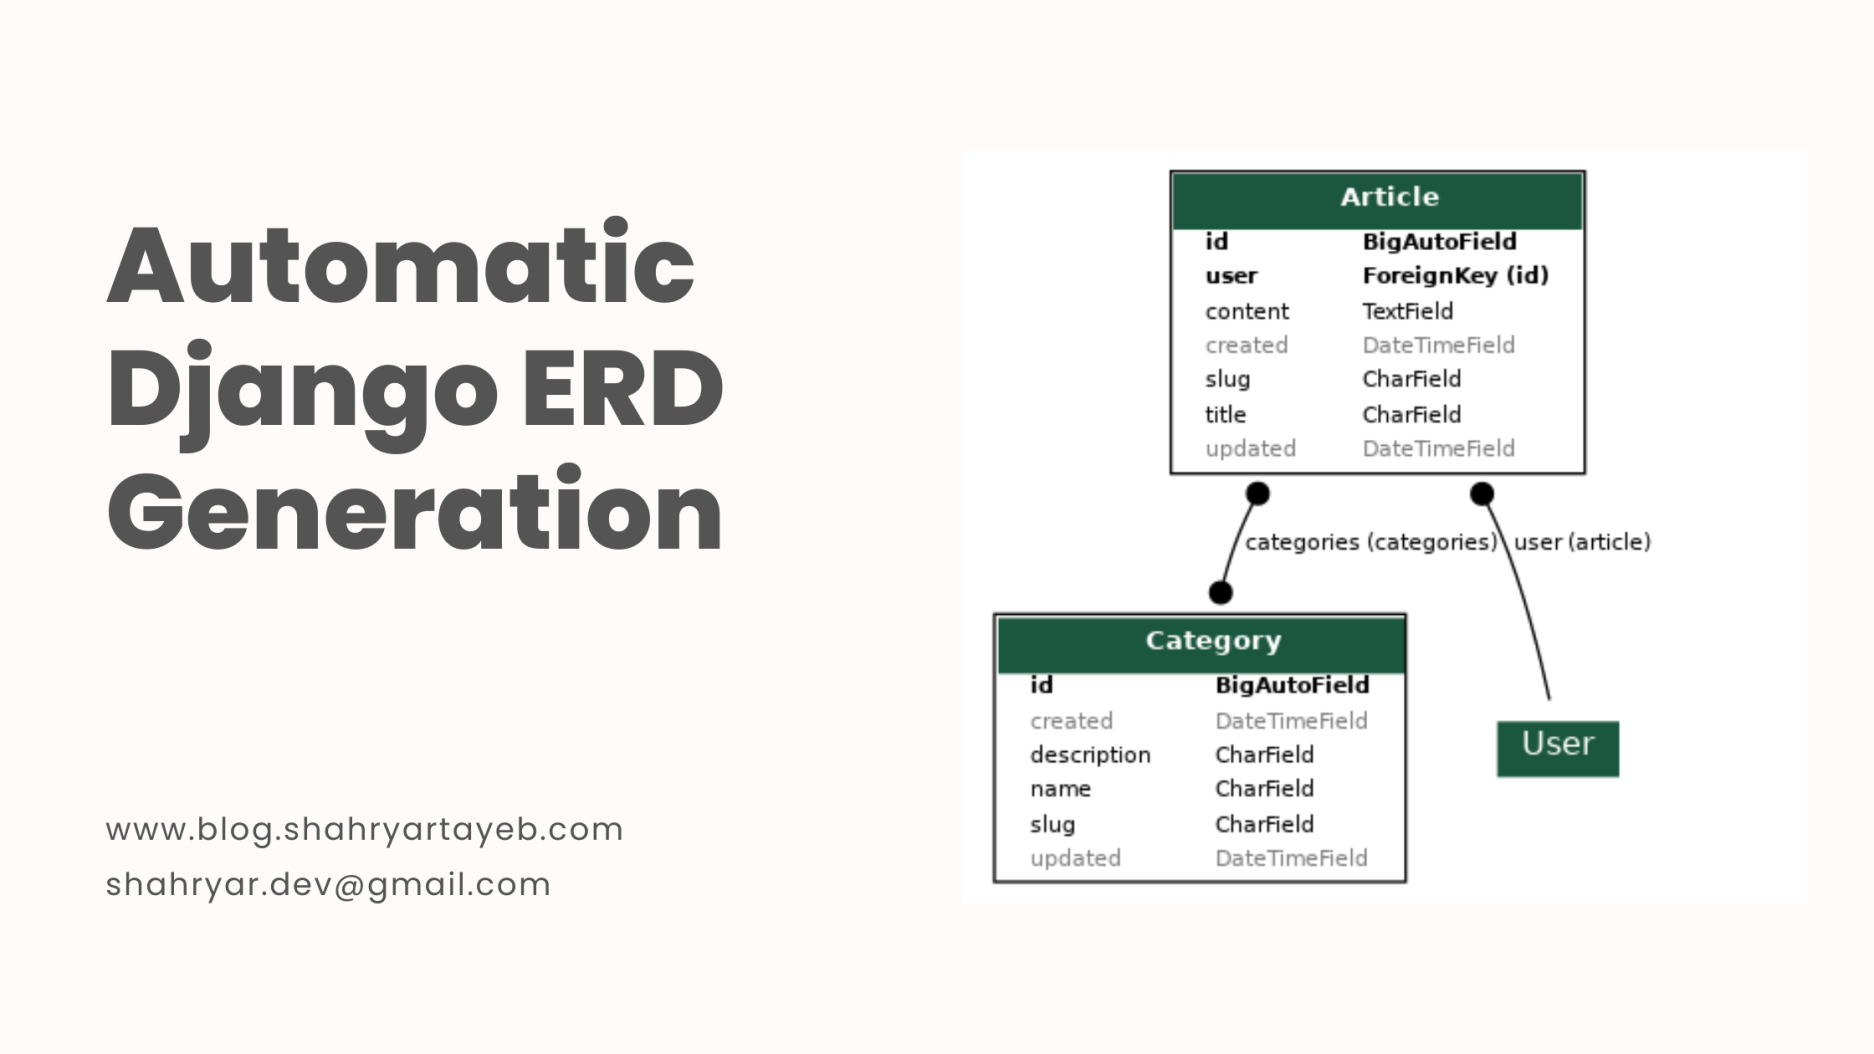 Automatic
Django ERD
Generation
www.blog.shahryartayeb.com
shahryar.dev@gmail.com
Article
id BigAutoField
user ForeignKey (id)
content TextField
created DateTimeField
slug CharField
title CharField
updated DateTimeField
categories (categories) user (article)
Category
id BigAutoField
created DateTimeField
description CharField
name CharField
slug CharField
updated DateTimeField
User